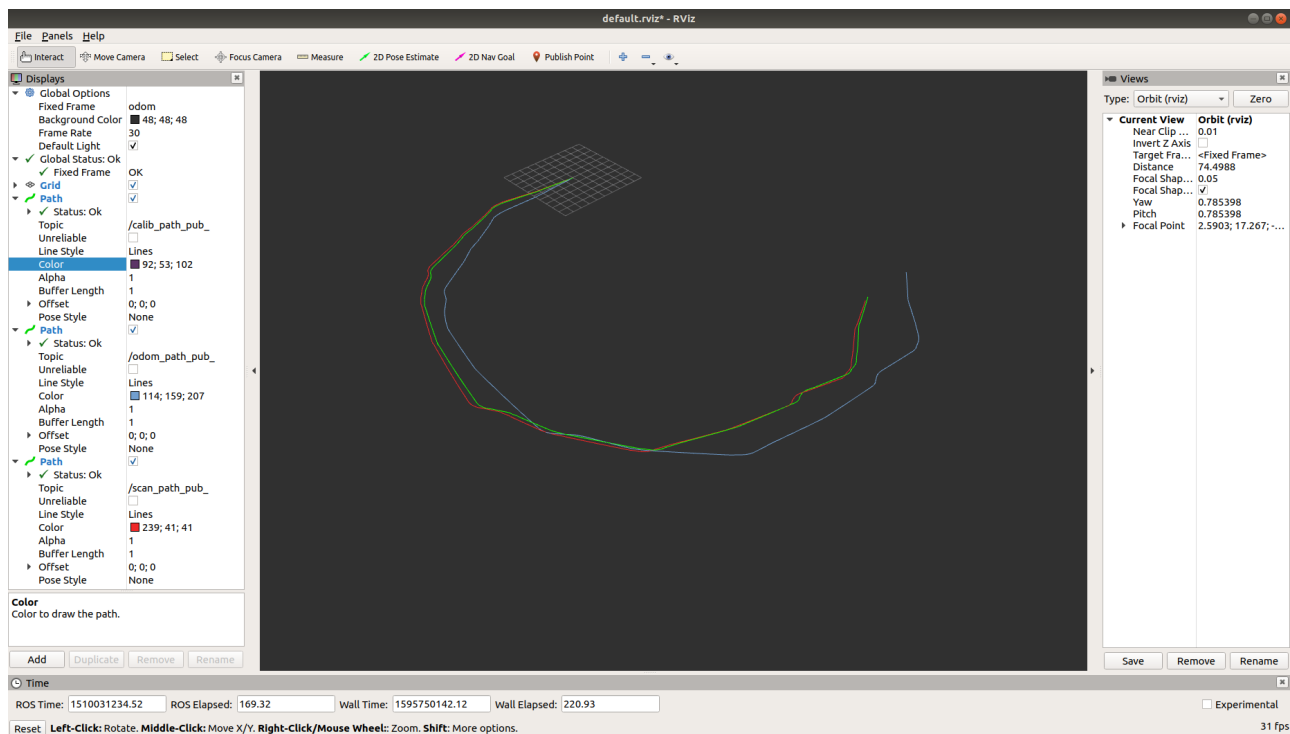 default.rviz* - RViz
File Panels Help
Interact Move Camera Select Focus Camera Measure 2D Pose Estimate 2D Nav Goal Publish Point
Displays
Global Options
Fixed Frame odom
Background Color 48; 48; 48
Frame Rate 30
Default Light
Global Status: Ok
Fixed Frame OK
Grid
Path
Status: Ok
Topic /calib_path_pub_
Unreliable
Line Style Lines
Color 92; 53; 102
Alpha 1
Buffer Length 1
Offset 0; 0; 0
Pose Style None
Path
Status: Ok
Topic /odom_path_pub_
Unreliable
Line Style Lines
Color 114; 159; 207
Alpha 1
Buffer Length 1
Offset 0; 0; 0
Pose Style None
Path
Status: Ok
Topic /scan_path_pub_
Unreliable
Line Style Lines
Color 239; 41; 41
Alpha 1
Buffer Length 1
Offset 0; 0; 0
Pose Style None
Color
Color to draw the path.
Add Duplicate Remove Rename
Views
Type: Orbit (rviz) Zero
Current View Orbit (rviz)
Near Clip ... 0.01
Invert Z Axis
Target Fra... <Fixed Frame>
Distance 74.4988
Focal Shap... 0.05
Focal Shap...
Yaw 0.785398
Pitch 0.785398
Focal Point 2.5903; 17.267; -...
Save Remove Rename
Time
ROS Time: 1510031234.52 ROS Elapsed: 169.32 Wall Time: 1595750142.12 Wall Elapsed: 220.93 Experimental
Reset Left-Click: Rotate. Middle-Click: Move X/Y. Right-Click/Mouse Wheel:: Zoom. Shift: More options. 31 fps